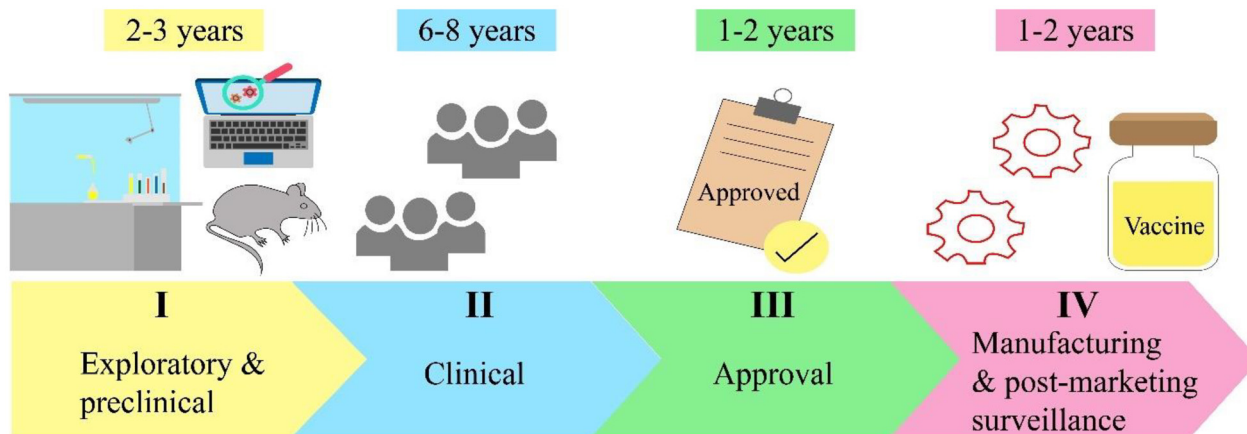 2-3 years
6-8 years
1-2 years
1-2 years
Approved
Vaccine
I
II
III
IV
Exploratory &
preclinical
Clinical
Approval
Manufacturing
& post-marketing
surveillance